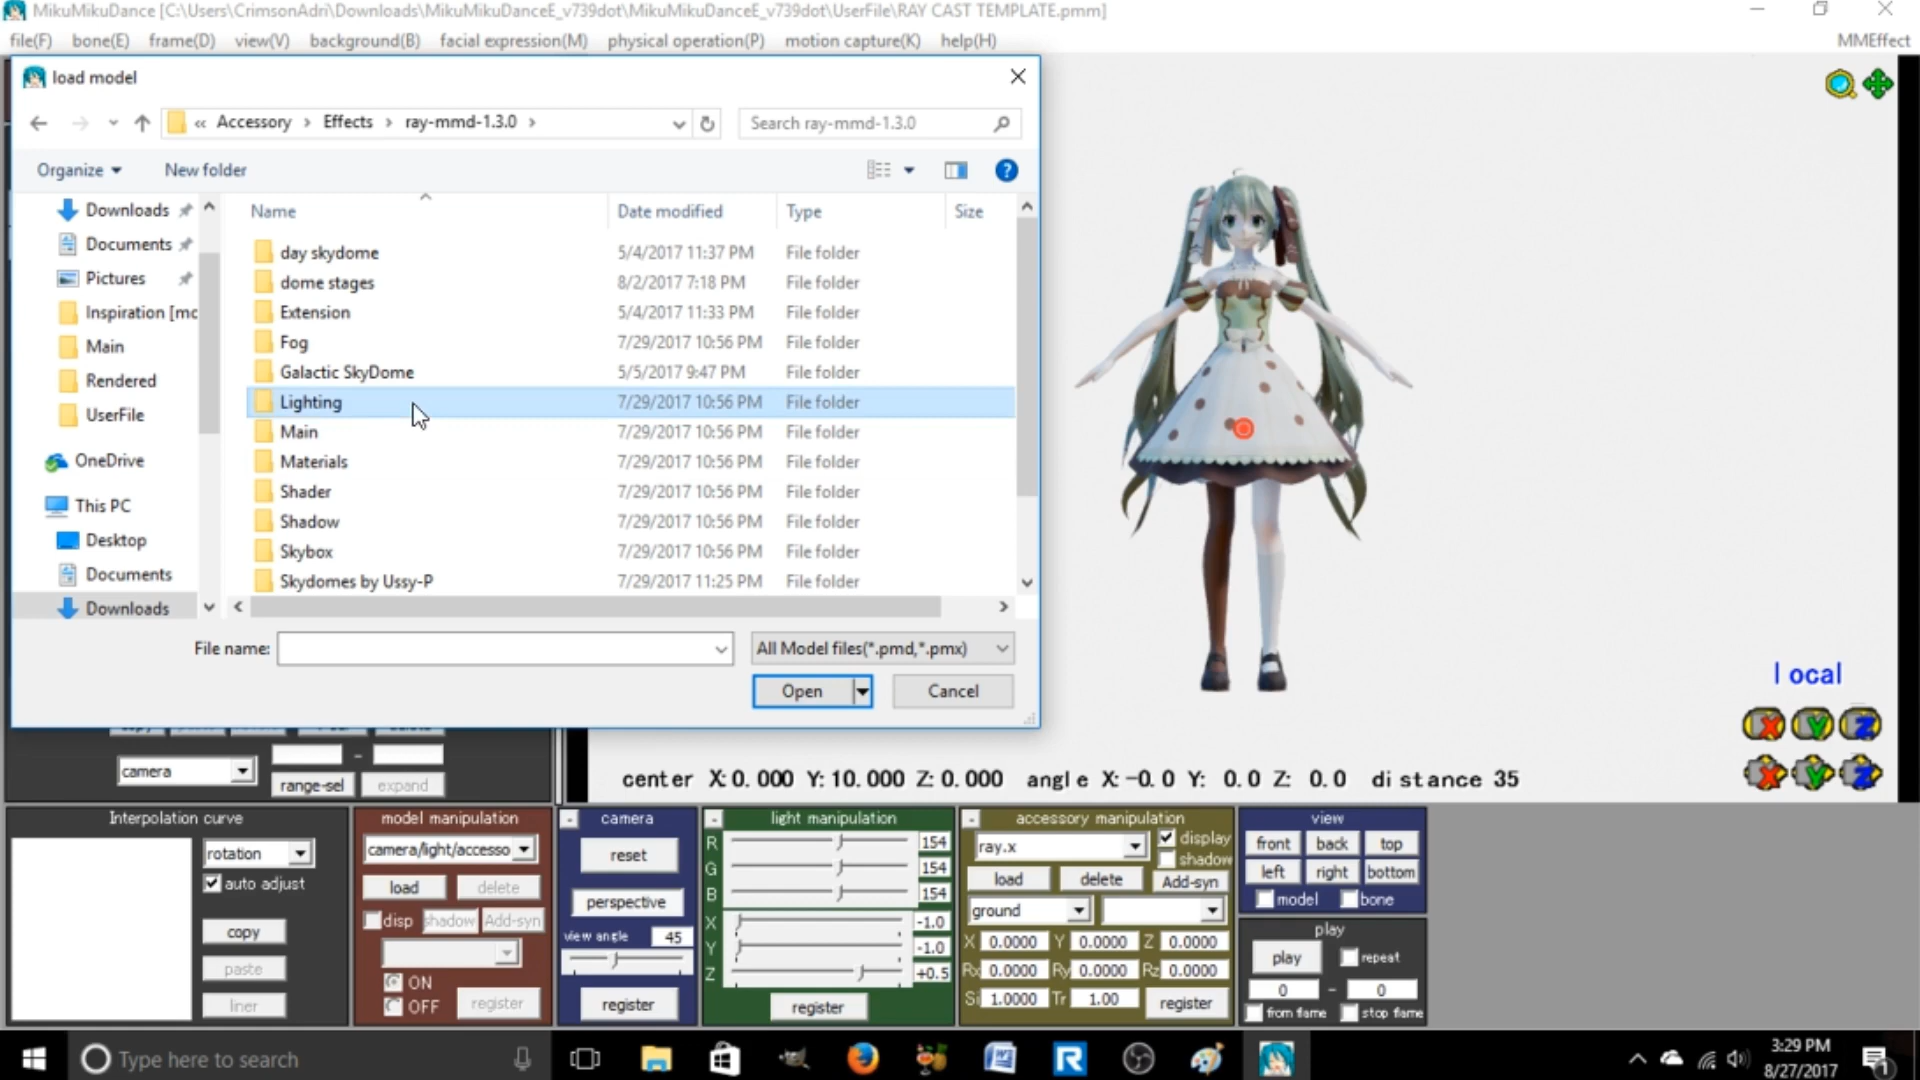 MikuMikuDance [C:\Users\CrimsonAdri\Downloads\MikuMikuDanceE_v739dot\MikuMikuDanceE_v739dot\UserFile\RAY CAST TEMPLATE.pmm]
file(F) bone(E) frame(D) view(V) background(B) facial expression(M) physical operation(P) motion capture(K) help(H) MMEffect
load model
« Accessory › Effects › ray-mmd-1.3.0 ›
Search ray-mmd-1.3.0
Organize New folder
Downloads
Documents
Pictures
Inspiration [mc
Main
Rendered
UserFile
OneDrive
This PC
Desktop
Documents
Downloads
Name Date modified Type Size
day skydome 5/4/2017 11:37 PM File folder
dome stages 8/2/2017 7:18 PM File folder
Extension 5/4/2017 11:33 PM File folder
Fog 7/29/2017 10:56 PM File folder
Galactic SkyDome 5/5/2017 9:47 PM File folder
Lighting 7/29/2017 10:56 PM File folder
Main 7/29/2017 10:56 PM File folder
Materials 7/29/2017 10:56 PM File folder
Shader 7/29/2017 10:56 PM File folder
Shadow 7/29/2017 10:56 PM File folder
Skybox 7/29/2017 10:56 PM File folder
Skydomes by Ussy-P 7/29/2017 11:25 PM File folder
File name: All Model files(*.pmd,*.pmx)
Open Cancel
local
X Y Z
X Y Z
camera -
range-sel expand
center X:0.000 Y:10.000 Z:0.000 angle X:-0.0 Y: 0.0 Z: 0.0 distance 35
Interpolation curve
rotation
auto adjust
copy
paste
liner
model manipulation
camera/light/accesso
load delete
disp shadow Add-syn
ON
OFF register
- camera
reset
perspective
view angle 45
register
- light manipulation
R 154
G 154
B 154
X -1.0
Y -1.0
Z +0.5
register
- accessory manipulation
ray.x display
shadow
load delete Add-syn
ground
X 0.0000 Y 0.0000 Z 0.0000
Rx 0.0000 Ry 0.0000 Rz 0.0000
Si 1.0000 Tr 1.00 register
view
front back top
left right bottom
model bone
play
play repeat
0 - 0
from flame stop flame
Type here to search
3:29 PM
8/27/2017
1